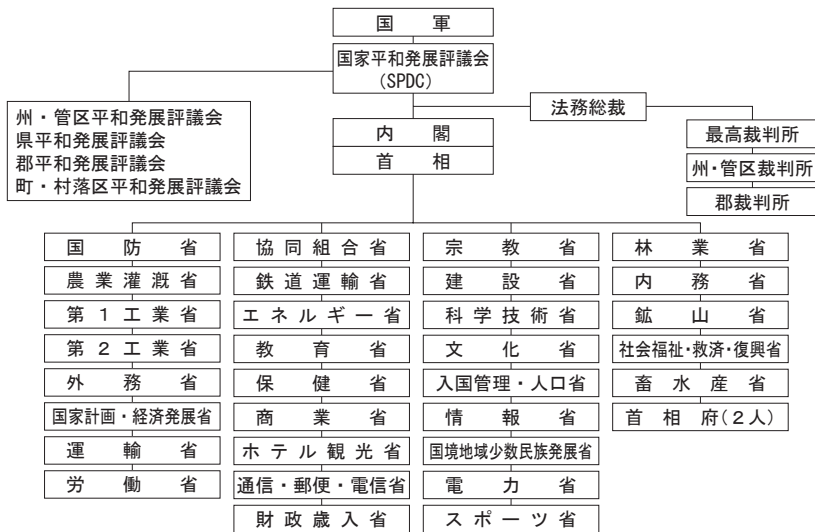 国軍
国家平和発展評議会
(SPDC)
法務総裁
州・管区平和発展評議会
県平和発展評議会
郡平和発展評議会
町・村落区平和発展評議会
内閣
首相
最高裁判所
州・管区裁判所
郡裁判所
国防省
農業灌漑省
第1工業省
第2工業省
外務省
国家計画・経済発展省
運輸省
労働省
協同組合省
鉄道運輸省
エネルギー省
教育省
保健省
商業省
ホテル観光省
通信・郵便・電信省
財政歳入省
宗教省
建設省
科学技術省
文化省
入国管理・人口省
情報省
国境地域少数民族発展省
電力省
スポーツ省
林業省
内務省
鉱山省
社会福祉・救済・復興省
畜水産省
首相府(2人)